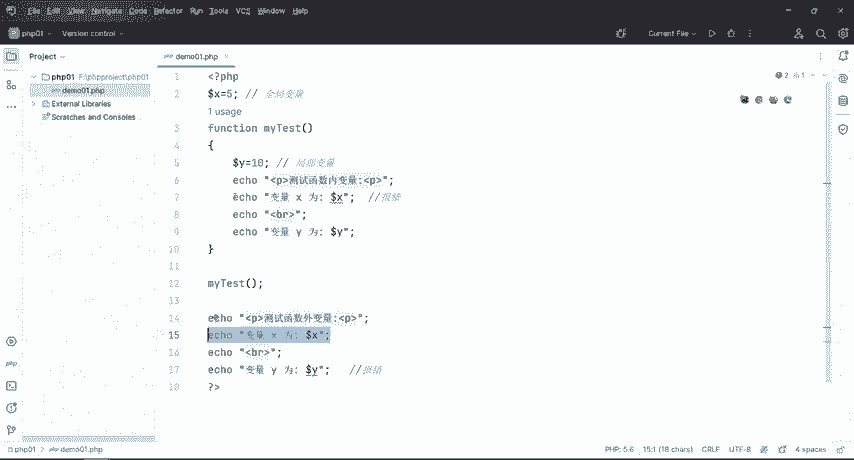 File Edit View Navigate Code Refactor Run Tools VCS Window Help
php01 Version control Current File
Project demo01.php
php01 F:\phpproject\php01
demo01.php
External Libraries
Scratches and Consoles
2 1
1 <?php
2 $x=5; // 全局变量
1 usage
3 function myTest()
4 {
5 $y=10; // 局部变量
6 echo "<p>测试函数内变量:<p>";
7 echo "变量 x 为: $x"; //报错
8 echo "<br>";
9 echo "变量 y 为: $y";
10 }
11
12 myTest();
13
14 echo "<p>测试函数外变量:<p>";
15 echo "变量 x 为: $x";
16 echo "<br>";
17 echo "变量 y 为: $y"; //报错
18 ?>
php01 > demo01.php PHP: 5.6 15:1 (18 chars) CRLF UTF-8 4 spaces